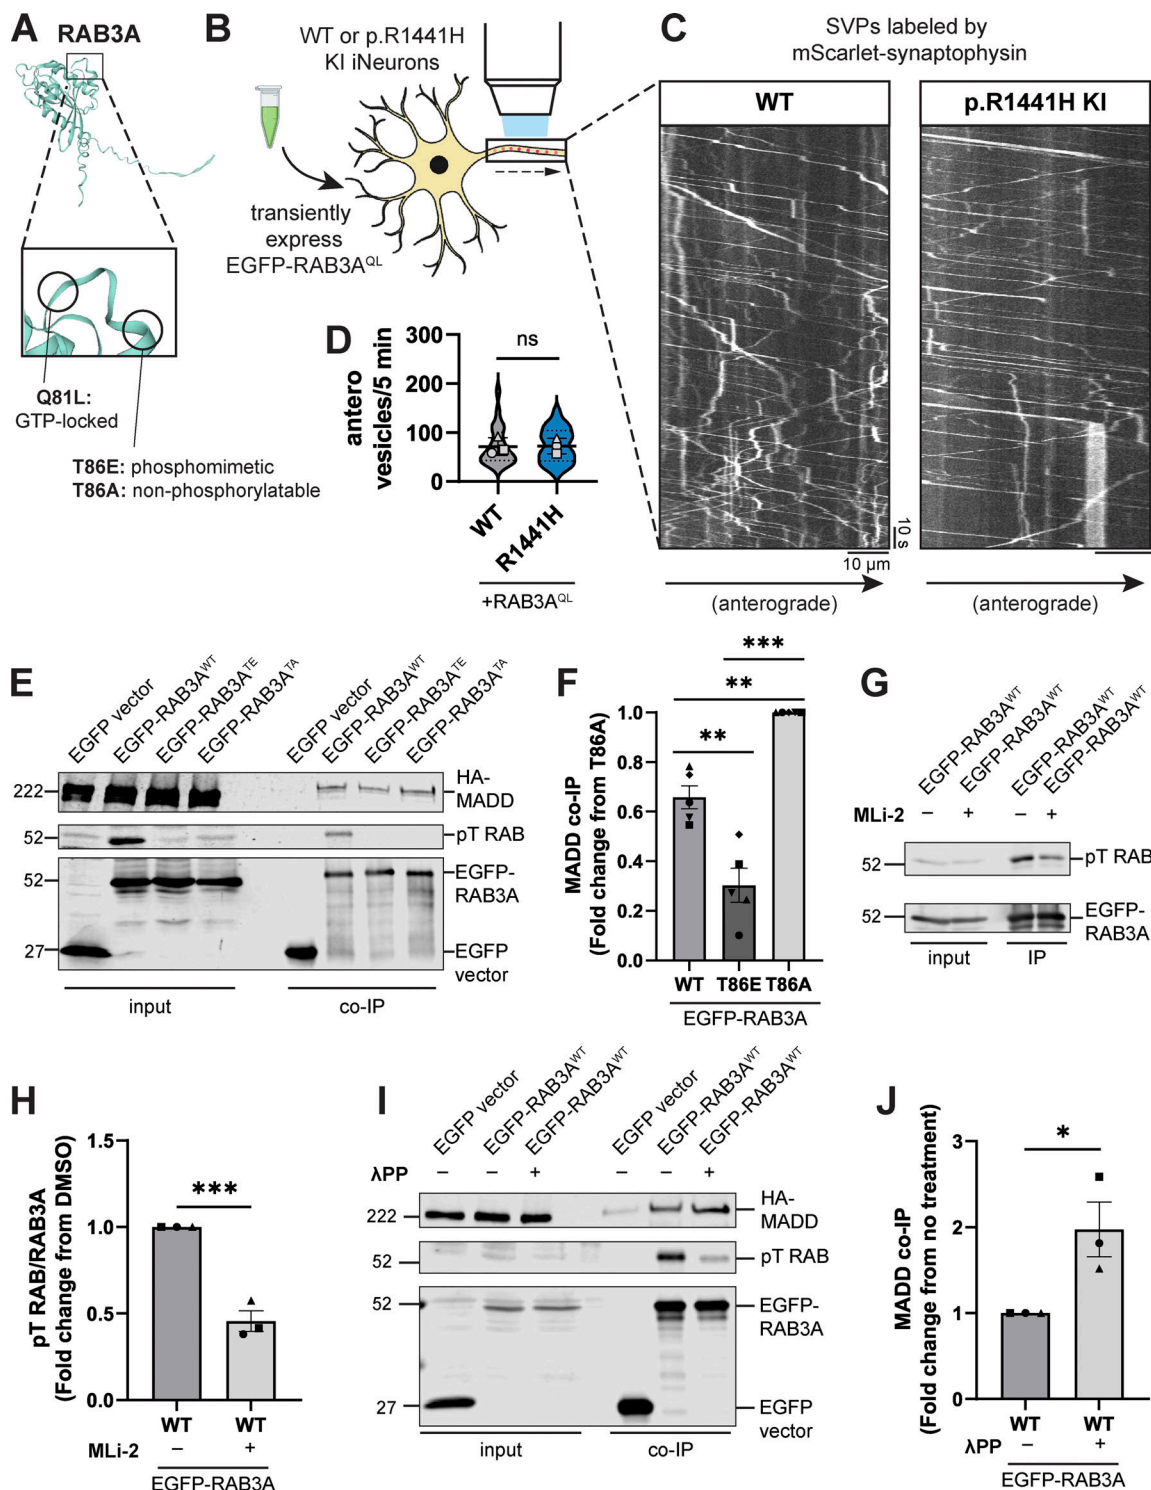 A
RAB3A
Q81L:
GTP-locked
T86E: phosphomimetic
T86A: non-phosphorylatable
B
WT or p.R1441H
KI iNeurons
transiently
express
EGFP-RAB3A^QL
C
SVPs labeled by
mScarlet-synaptophysin
WT
p.R1441H KI
10 s
10 µm
(anterograde)
(anterograde)
D
antero
vesicles/5 min
300
200
100
0
ns
WT
R1441H
+RAB3A^QL
E
EGFP vector
EGFP-RAB3A^WT
EGFP-RAB3A^TE
EGFP-RAB3A^TA
EGFP vector
EGFP-RAB3A^WT
EGFP-RAB3A^TE
EGFP-RAB3A^TA
222
HA-
MADD
52
pT RAB
52
EGFP-
RAB3A
27
EGFP
vector
input
co-IP
F
MADD co-IP
(Fold change from T86A)
***
**
**
1.0
0.8
0.6
0.4
0.2
0.0
WT T86E T86A
EGFP-RAB3A
G
EGFP-RAB3A^WT
EGFP-RAB3A^WT
EGFP-RAB3A^WT
EGFP-RAB3A^WT
MLi-2 – + – +
52
pT RAB
52
EGFP-
RAB3A
input
IP
H
pT RAB/RAB3A
(Fold change from DMSO)
1.5
1.0
0.5
0.0
***
WT WT
MLi-2 – +
EGFP-RAB3A
I
EGFP vector
EGFP-RAB3A^WT
EGFP-RAB3A^WT
EGFP vector
EGFP-RAB3A^WT
EGFP-RAB3A^WT
λPP – – + – – +
222
HA-
MADD
52
pT RAB
52
EGFP-
RAB3A
27
EGFP
vector
input
co-IP
J
MADD co-IP
(Fold change from no treatment)
3
2
1
0
*
WT WT
λPP – +
EGFP-RAB3A